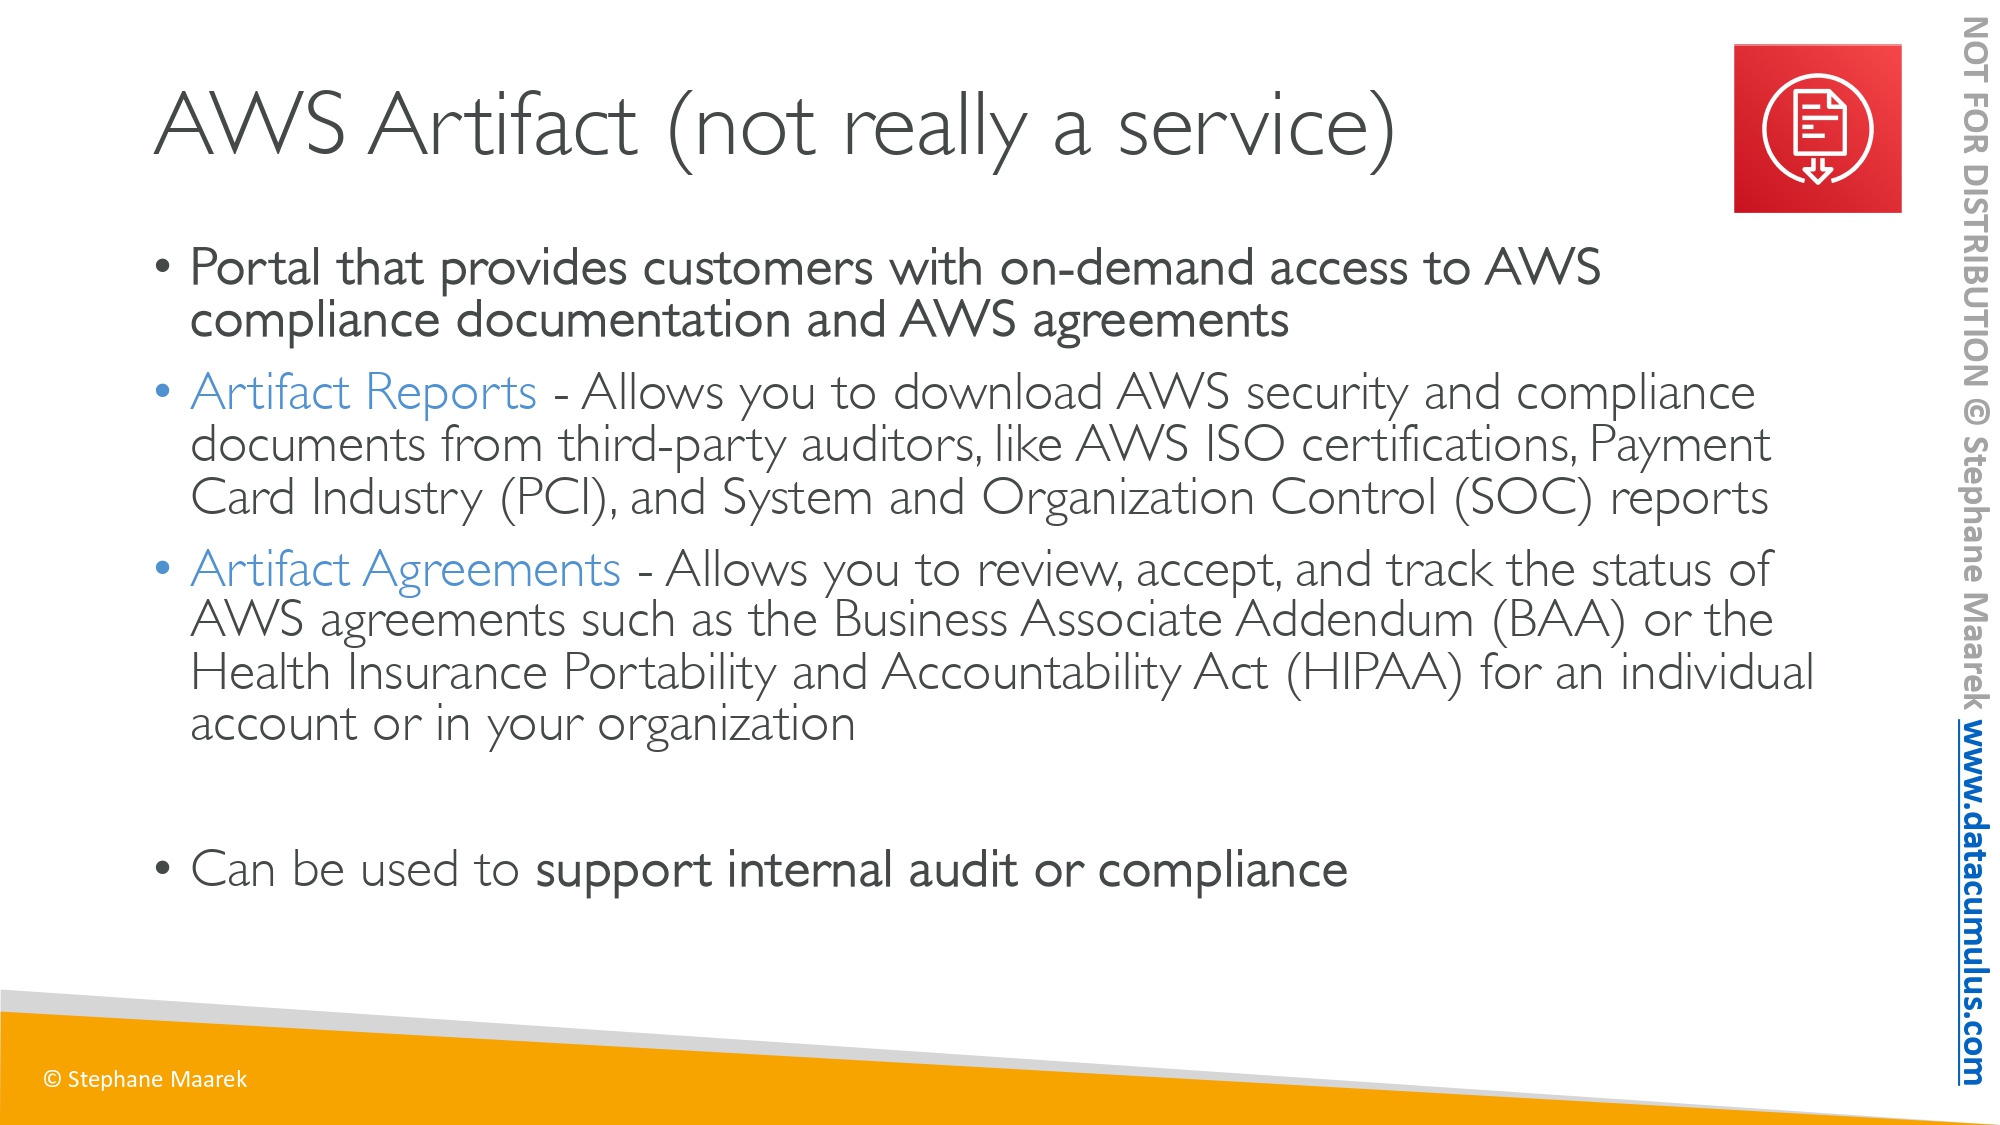 AWS Artifact (not really a service)
• Portal that provides customers with on-demand access to AWS
compliance documentation and AWS agreements
• Artifact Reports - Allows you to download AWS security and compliance
documents from third-party auditors, like AWS ISO certifications, Payment
Card Industry (PCI), and System and Organization Control (SOC) reports
• Artifact Agreements - Allows you to review, accept, and track the status of
AWS agreements such as the Business Associate Addendum (BAA) or the
Health Insurance Portability and Accountability Act (HIPAA) for an individual
account or in your organization
• Can be used to support internal audit or compliance
© Stephane Maarek
NOT FOR DISTRIBUTION © Stephane Maarek www.datacumulus.com